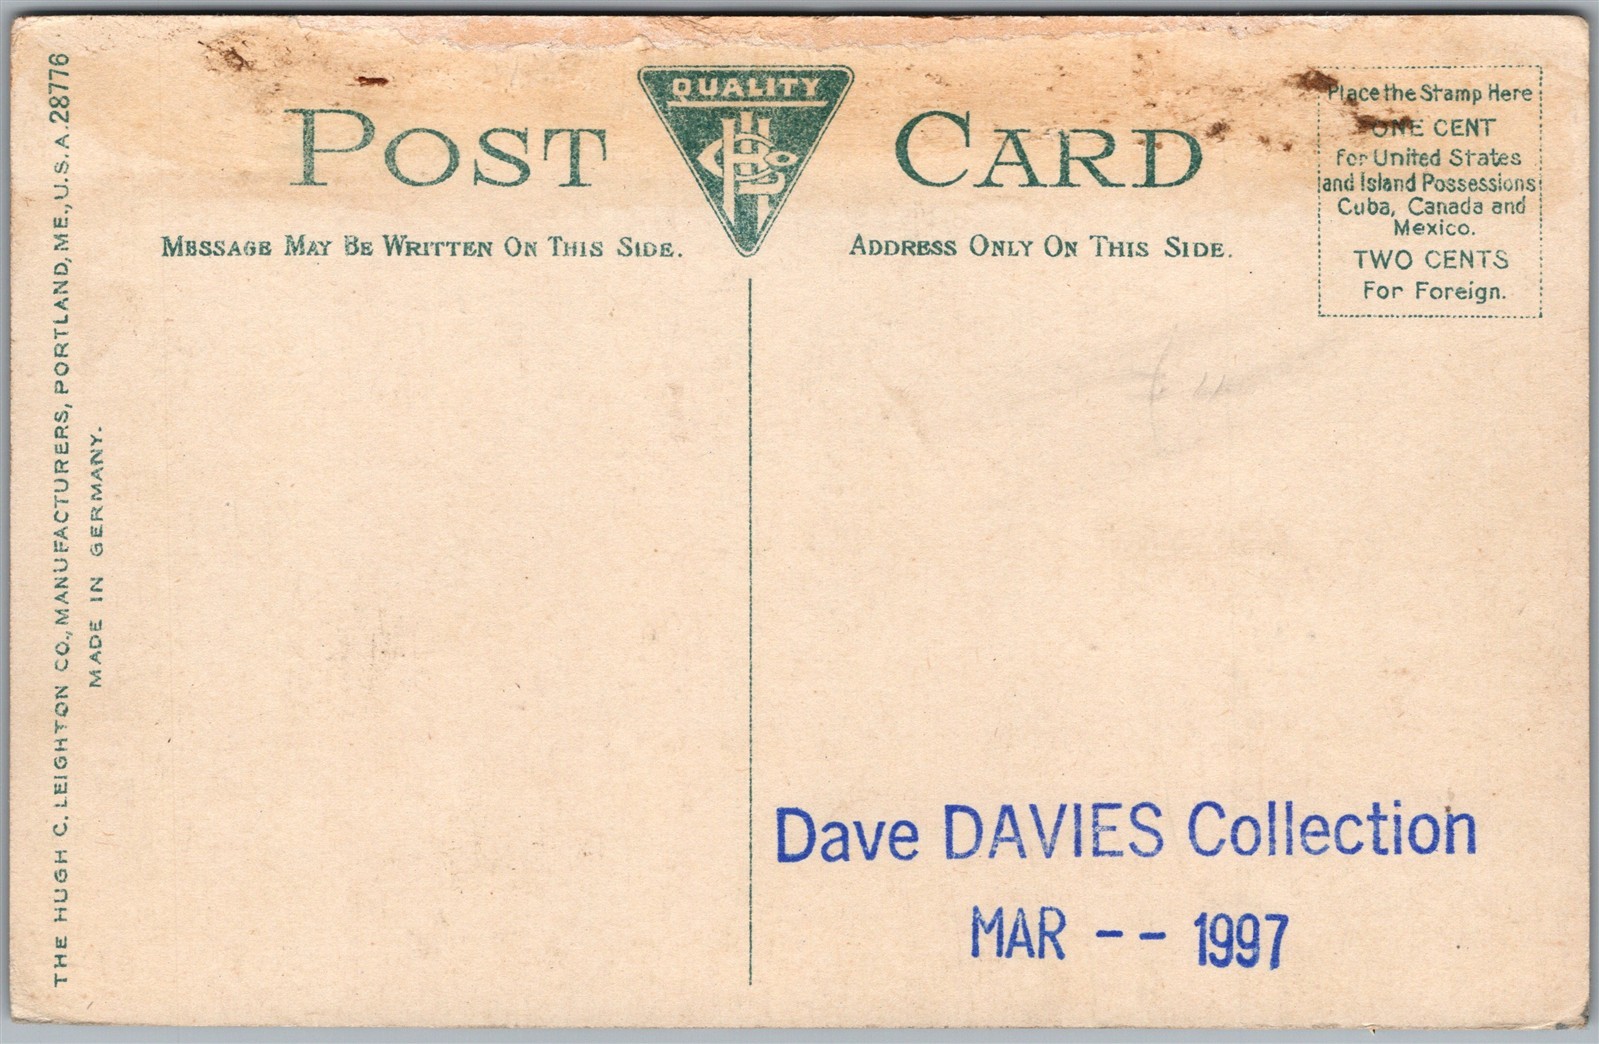 QUALITY
POST CARD
MESSAGE MAY BE WRITTEN ON THIS SIDE.
ADDRESS ONLY ON THIS SIDE.
Place the Stamp Here
ONE CENT
for United States
and Island Possessions
Cuba, Canada and
Mexico.
TWO CENTS
For Foreign.
THE HUGH C. LEIGHTON CO., MANUFACTURERS, PORTLAND, ME., U.S.A. 28776
MADE IN GERMANY.
Dave DAVIES Collection
MAR -- 1997